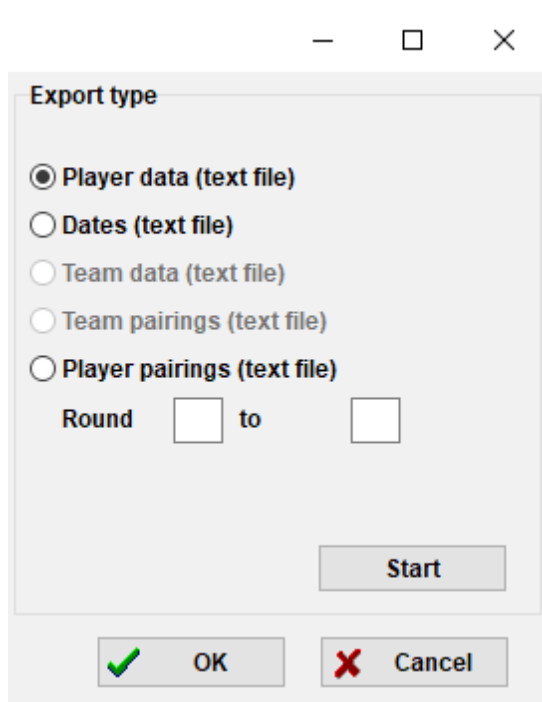 Export type
Player data (text file)
Dates (text file)
Team data (text file)
Team pairings (text file)
Player pairings (text file)
Round to
Start
OK Cancel